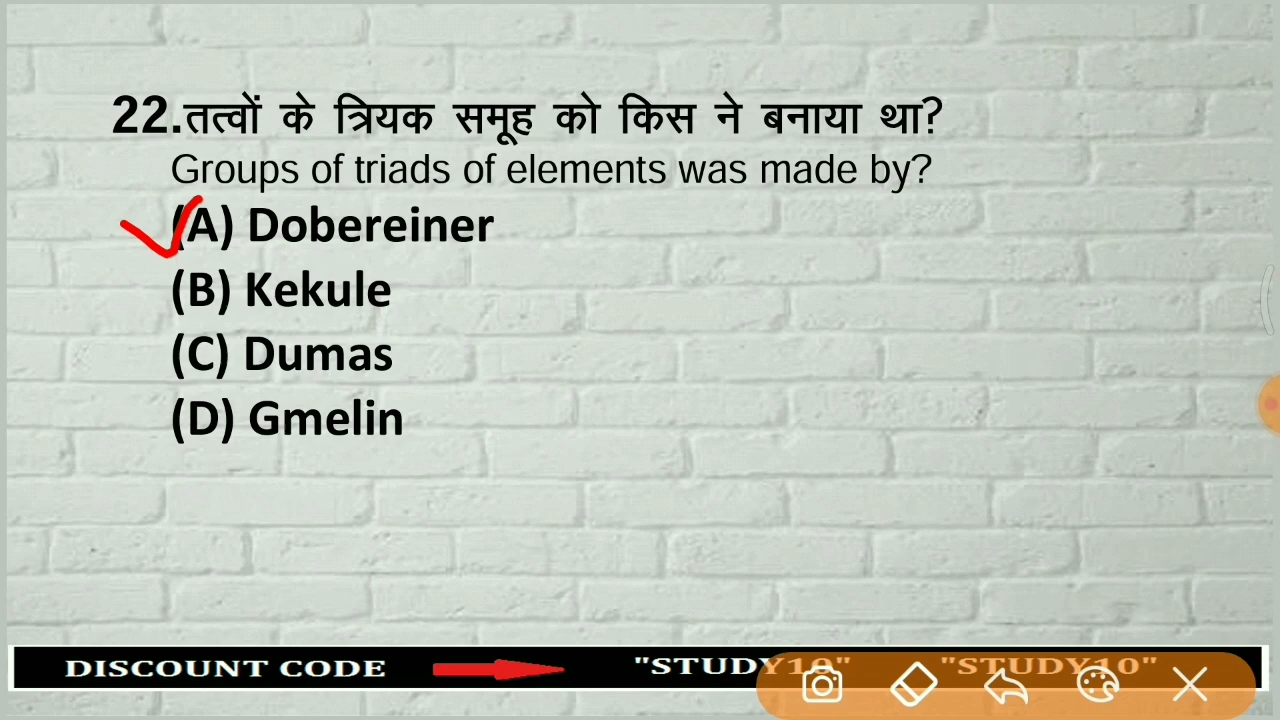 22.तत्वों के त्रियक समूह को किस ने बनाया था?
Groups of triads of elements was made by?
(A) Dobereiner
(B) Kekule
(C) Dumas
(D) Gmelin
DISCOUNT CODE "STUDY10" "STUDY10"